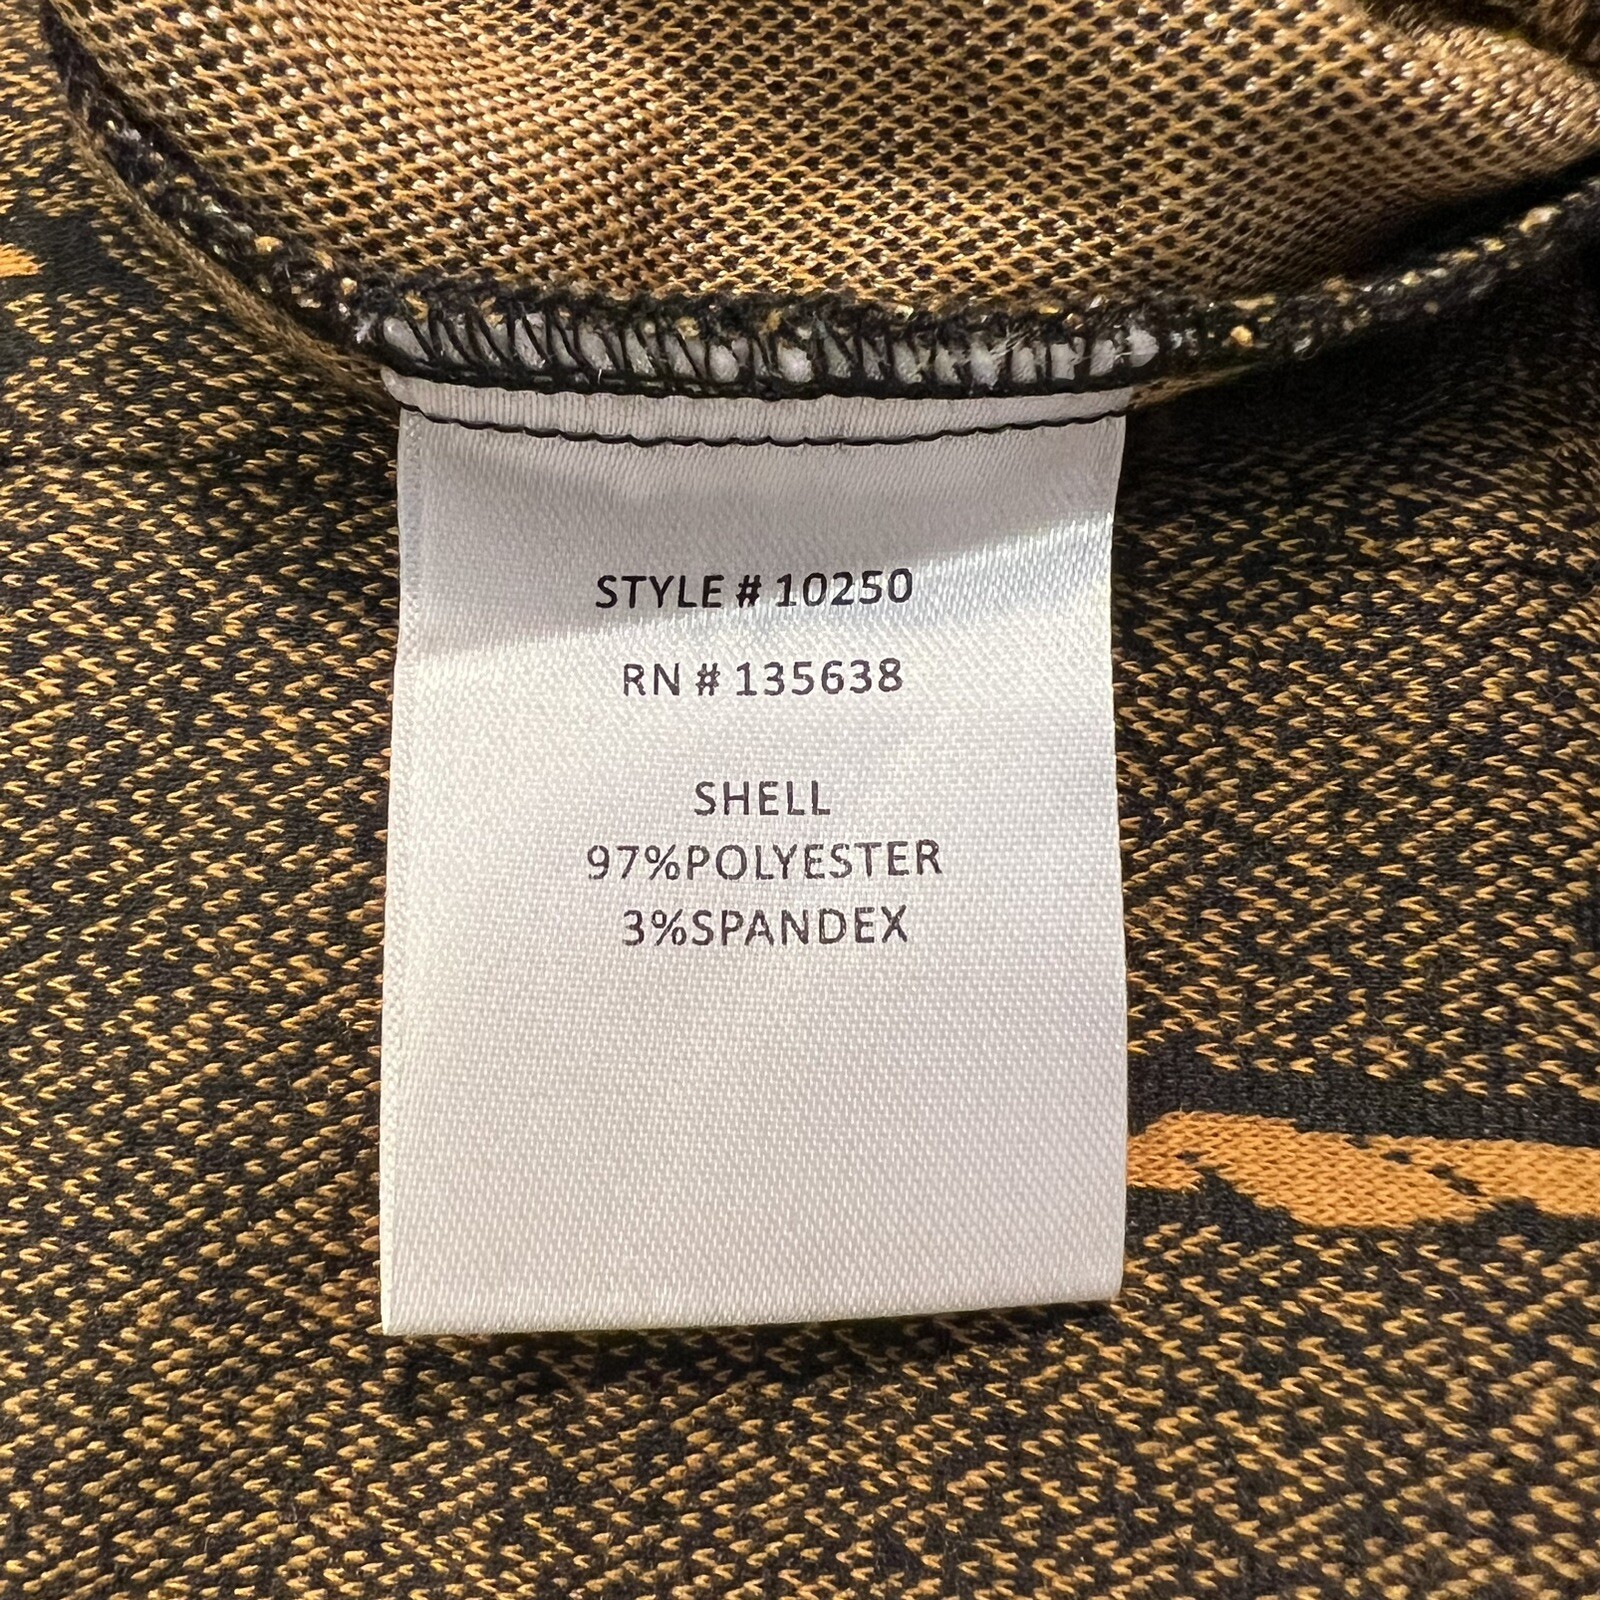 STYLE # 10250
RN # 135638
SHELL
97%POLYESTER
3%SPANDEX